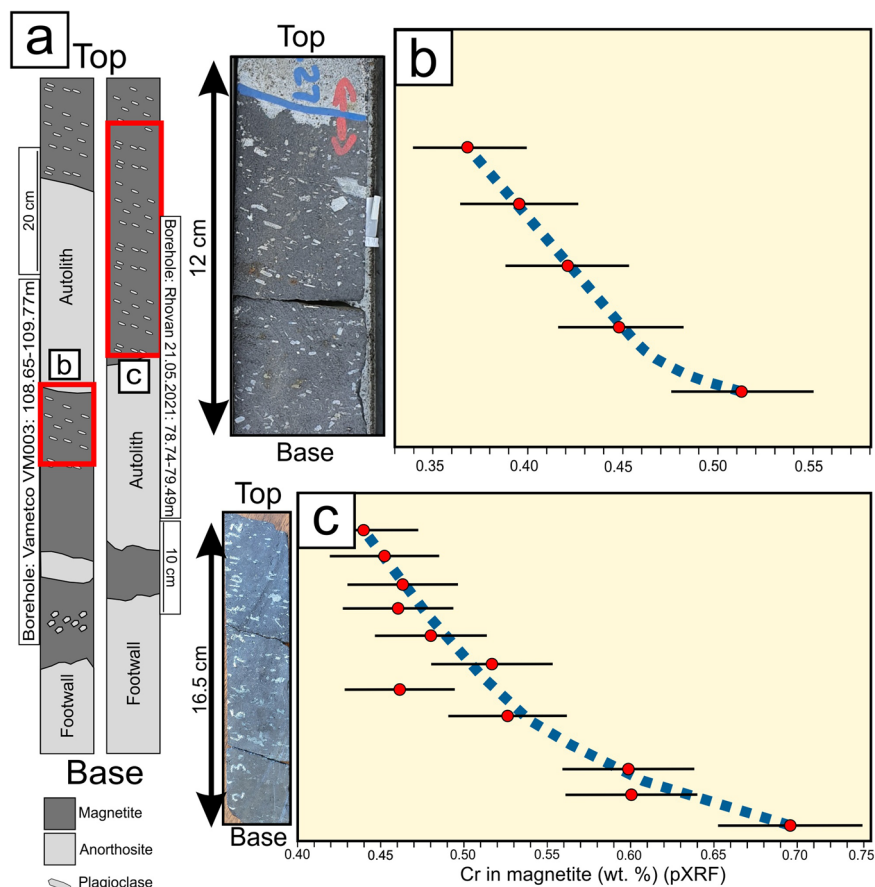 a
Top
20 cm
Autolith
Borehole: Vametco VM003: 108.65-109.77m
b
Footwall
c
Autolith
Borehole: Rhovan 21.05.2021: 78.74-79.49m
10 cm
Footwall
Base
Magnetite
Anorthosite
Plagioclase
Top
12 cm
27
Base
b
0.35 0.40 0.45 0.50 0.55
Top
16.5 cm
Base
c
0.40 0.45 0.50 0.55 0.60 0.65 0.70 0.75
Cr in magnetite (wt. %) (pXRF)